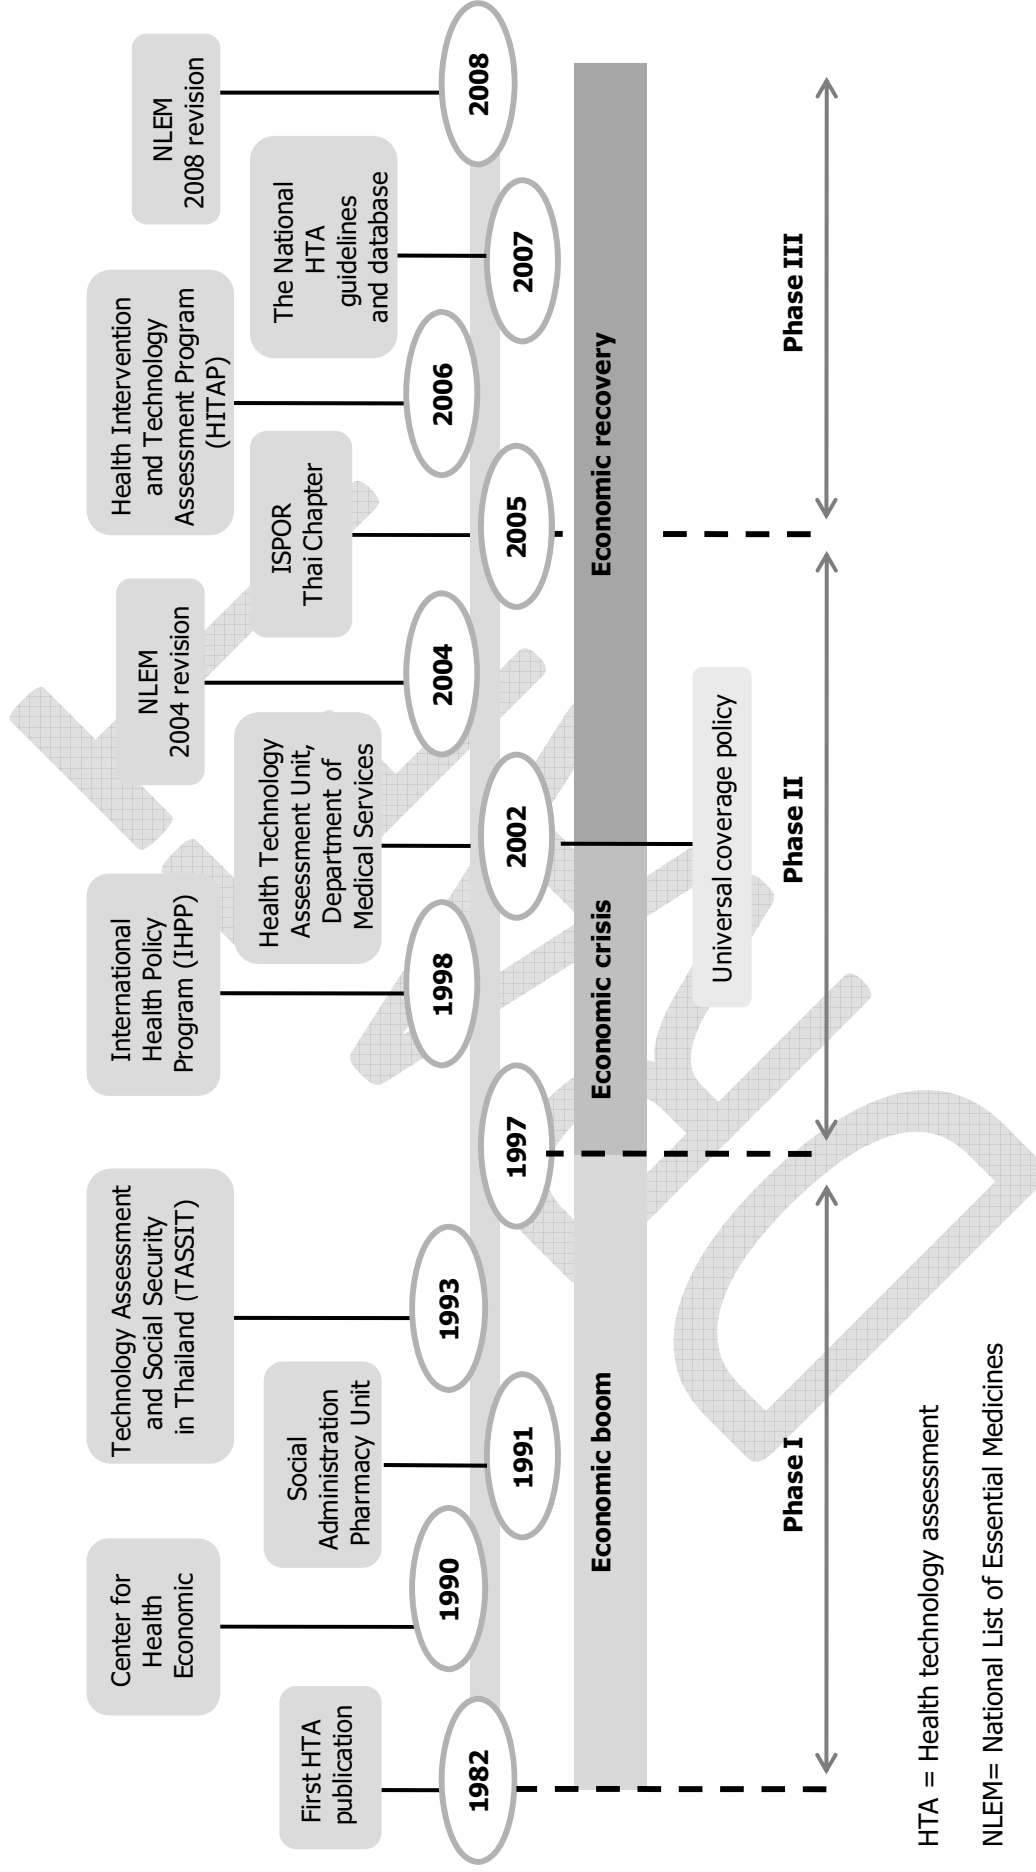 First HTA
publication
Center for
Health
Economic
Social
Administration
Pharmacy Unit
Technology Assessment
and Social Security
in Thailand (TASSIT)
International
Health Policy
Program (IHPP)
Health Technology
Assessment Unit,
Department of
Medical Services
NLEM
2004 revision
ISPOR
Thai Chapter
Health Intervention
and Technology
Assessment Program
(HITAP)
The National
HTA
guidelines
and database
NLEM
2008 revision
1982
1990
1991
1993
1997
1998
2002
2004
2005
2006
2007
2008
Economic boom
Economic crisis
Economic recovery
Universal coverage policy
Phase I
Phase II
Phase III
HTA = Health technology assessment
NLEM= National List of Essential Medicines
DRAFT